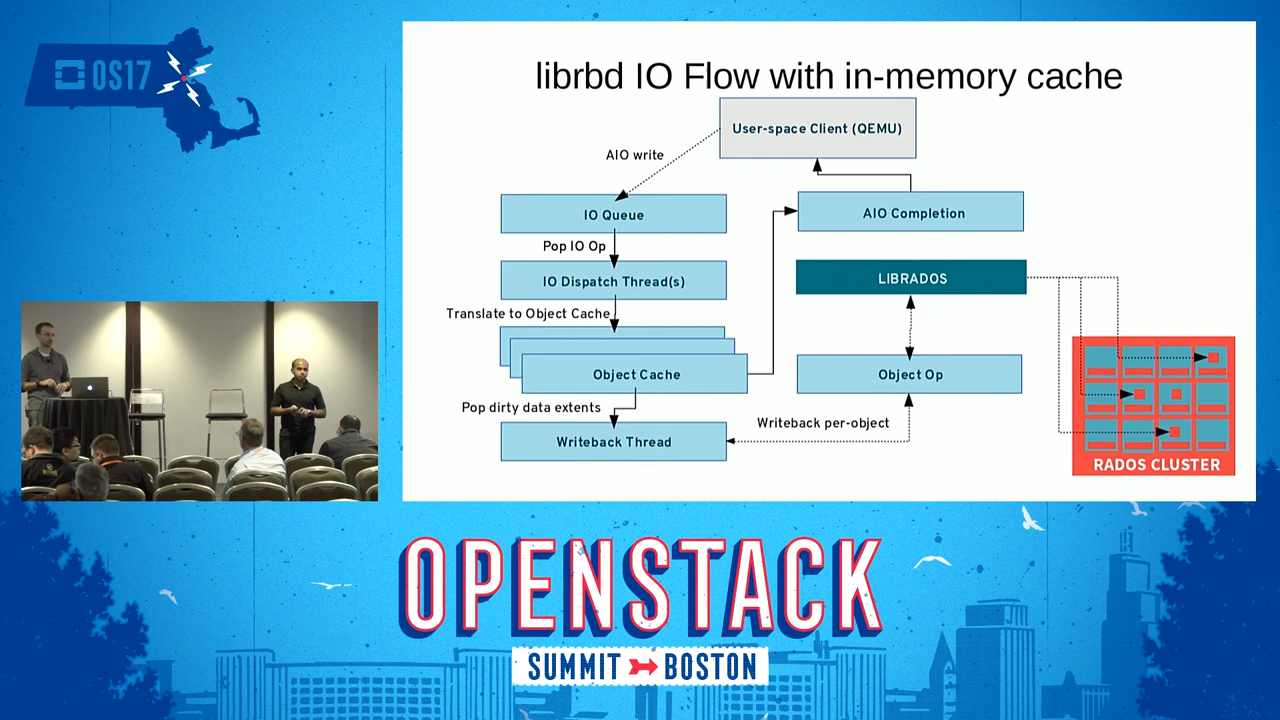 OS17
librbd IO Flow with in-memory cache
User-space Client (QEMU)
AIO write
IO Queue
AIO Completion
Pop IO Op
IO Dispatch Thread(s)
LIBRADOS
Translate to Object Cache
Object Cache
Object Op
Pop dirty data extents
Writeback per-object
Writeback Thread
RADOS CLUSTER
OPENSTACK
SUMMIT BOSTON